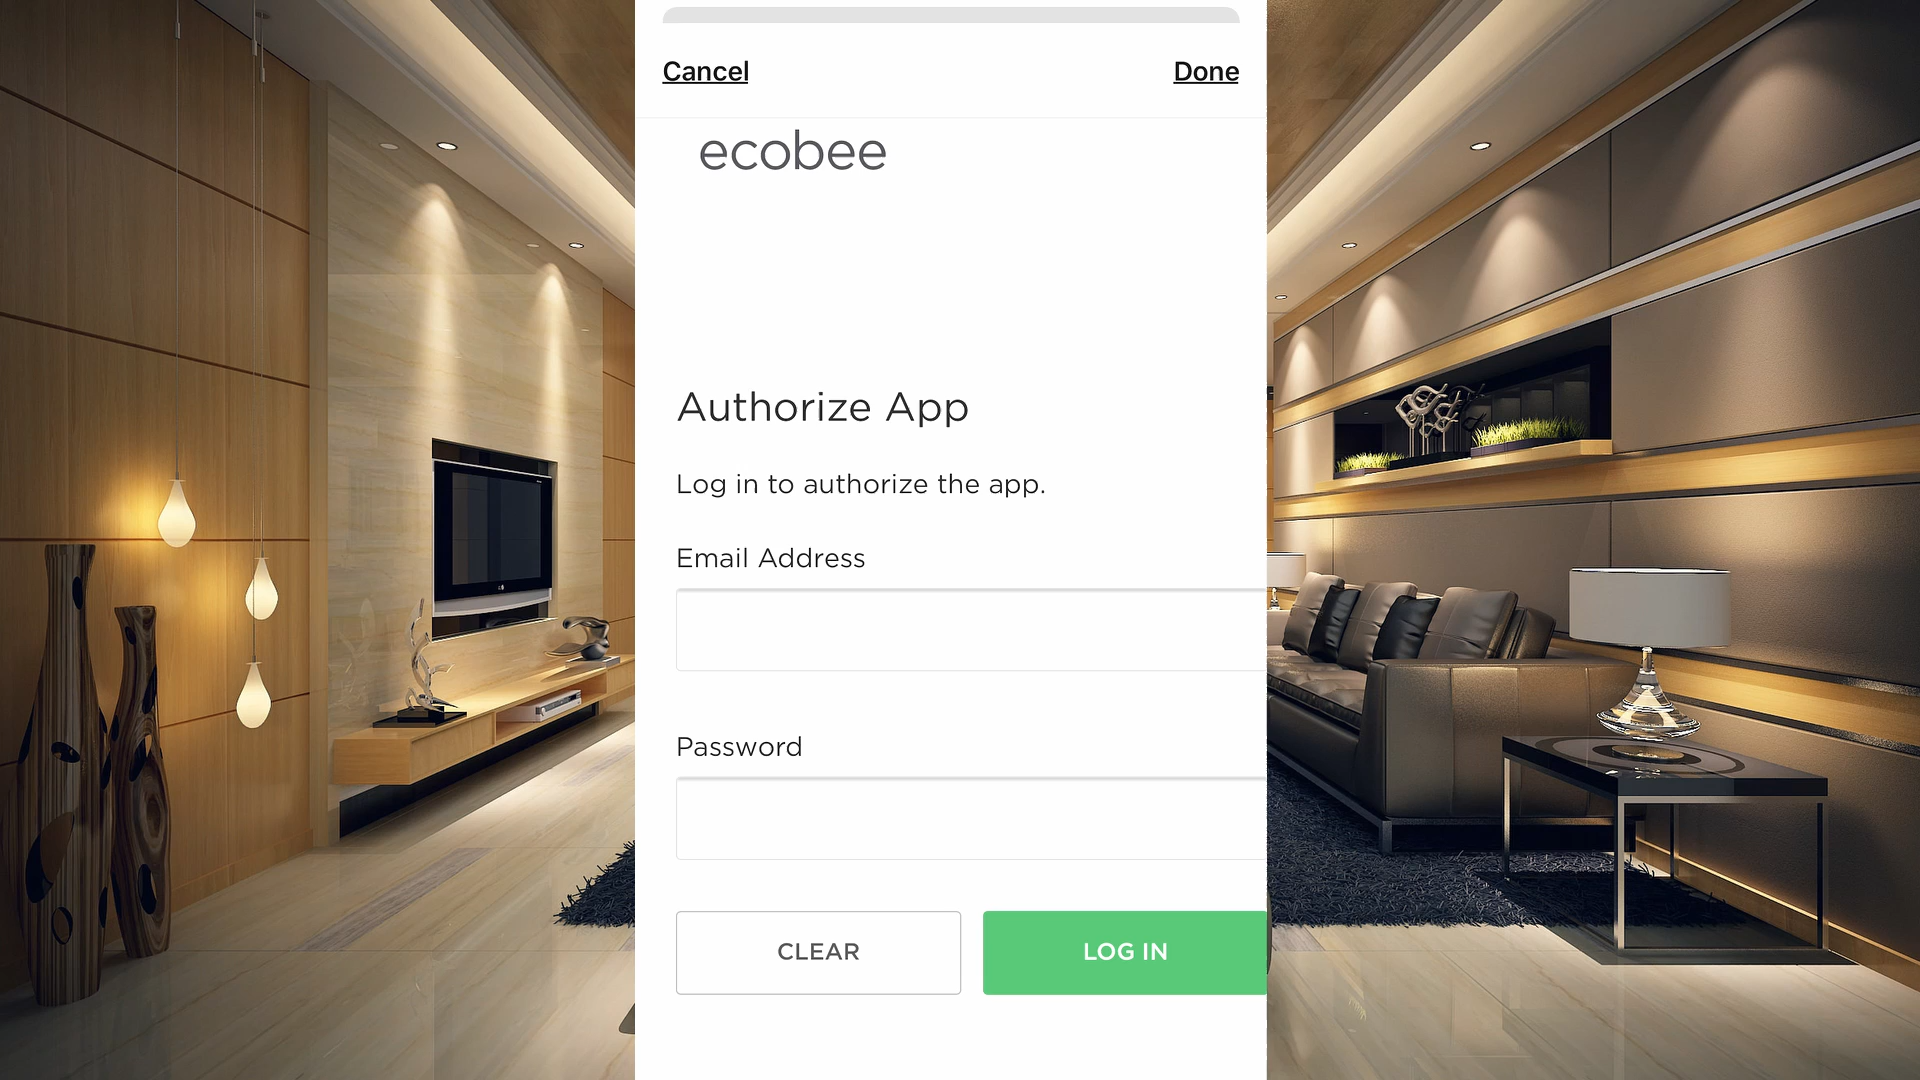 Cancel
Done
ecobee
Authorize App
Log in to authorize the app.
Email Address
Password
CLEAR
LOG IN